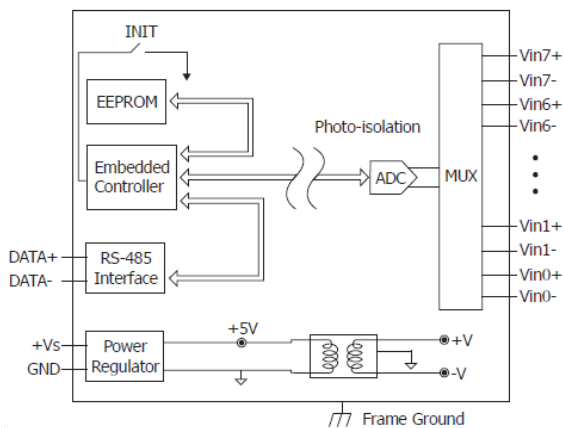 INIT
EEPROM
Photo-isolation
Embedded
Controller
ADC
MUX
Vin7+
Vin7-
Vin6+
Vin6-
Vin1+
Vin1-
Vin0+
Vin0-
DATA+
DATA-
RS-485
Interface
+Vs
GND
Power
Regulator
+5V
+V
-V
Frame Ground